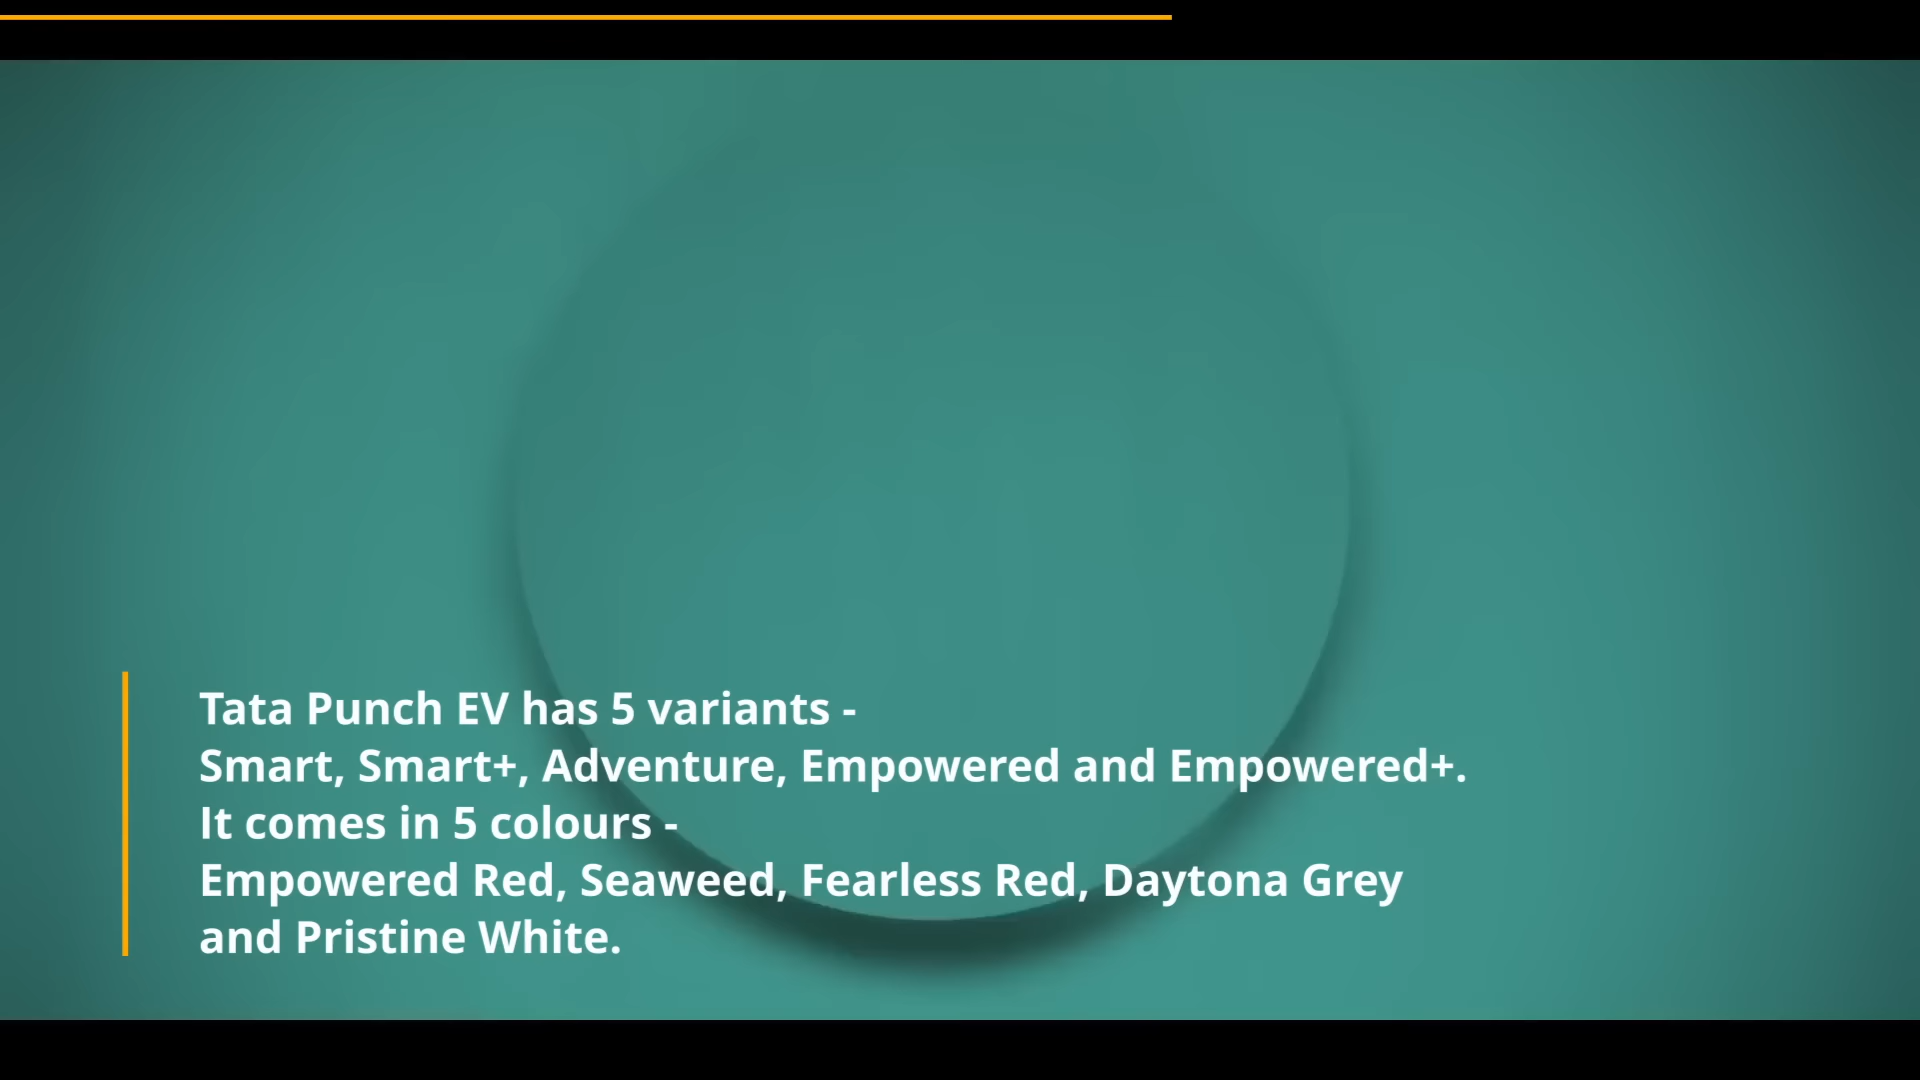 Tata Punch EV has 5 variants -
Smart, Smart+, Adventure, Empowered and Empowered+.
It comes in 5 colours -
Empowered Red, Seaweed, Fearless Red, Daytona Grey
and Pristine White.